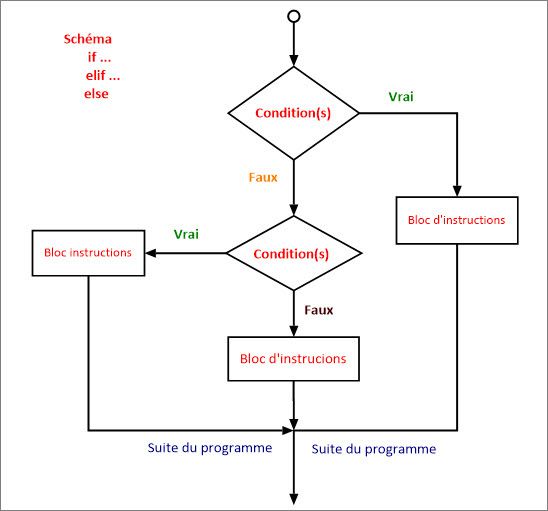 Schéma
if ...
elif ...
else
Condition(s)
Vrai
Faux
Bloc d'instructions
Vrai
Bloc instructions
Condition(s)
Faux
Bloc d'instrucions
Suite du programme
Suite du programme